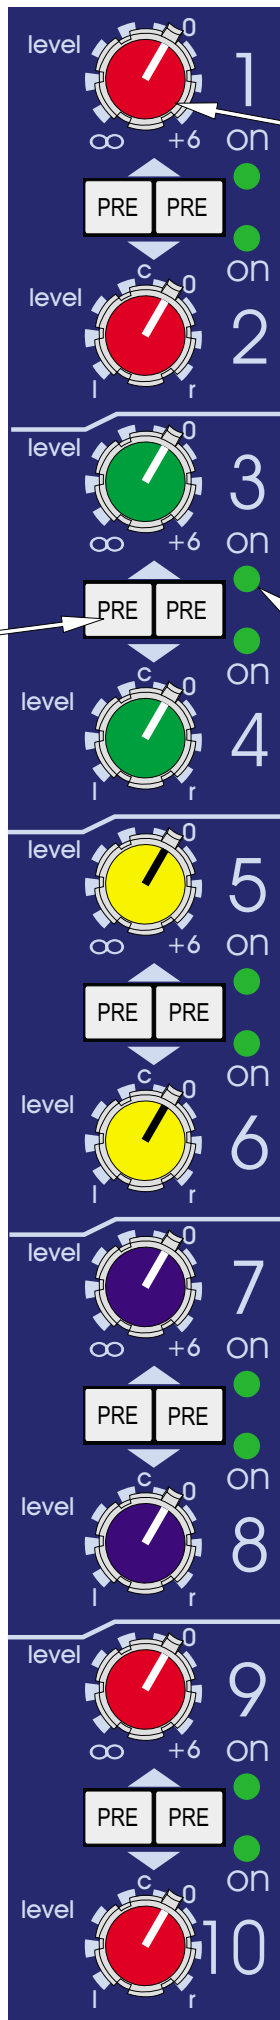 0
level 1
∞ +6 on
PRE PRE
on
c
level 0 2
l r
0
level 3
∞ +6 on
PRE PRE
on
c
level 0 4
l r
0
level 5
∞ +6 on
PRE PRE
on
c
level 0 6
l r
0
level 7
∞ +6 on
PRE PRE
on
c
level 0 8
l r
0
level 9
∞ +6 on
PRE PRE
on
c
level 0 10
l r